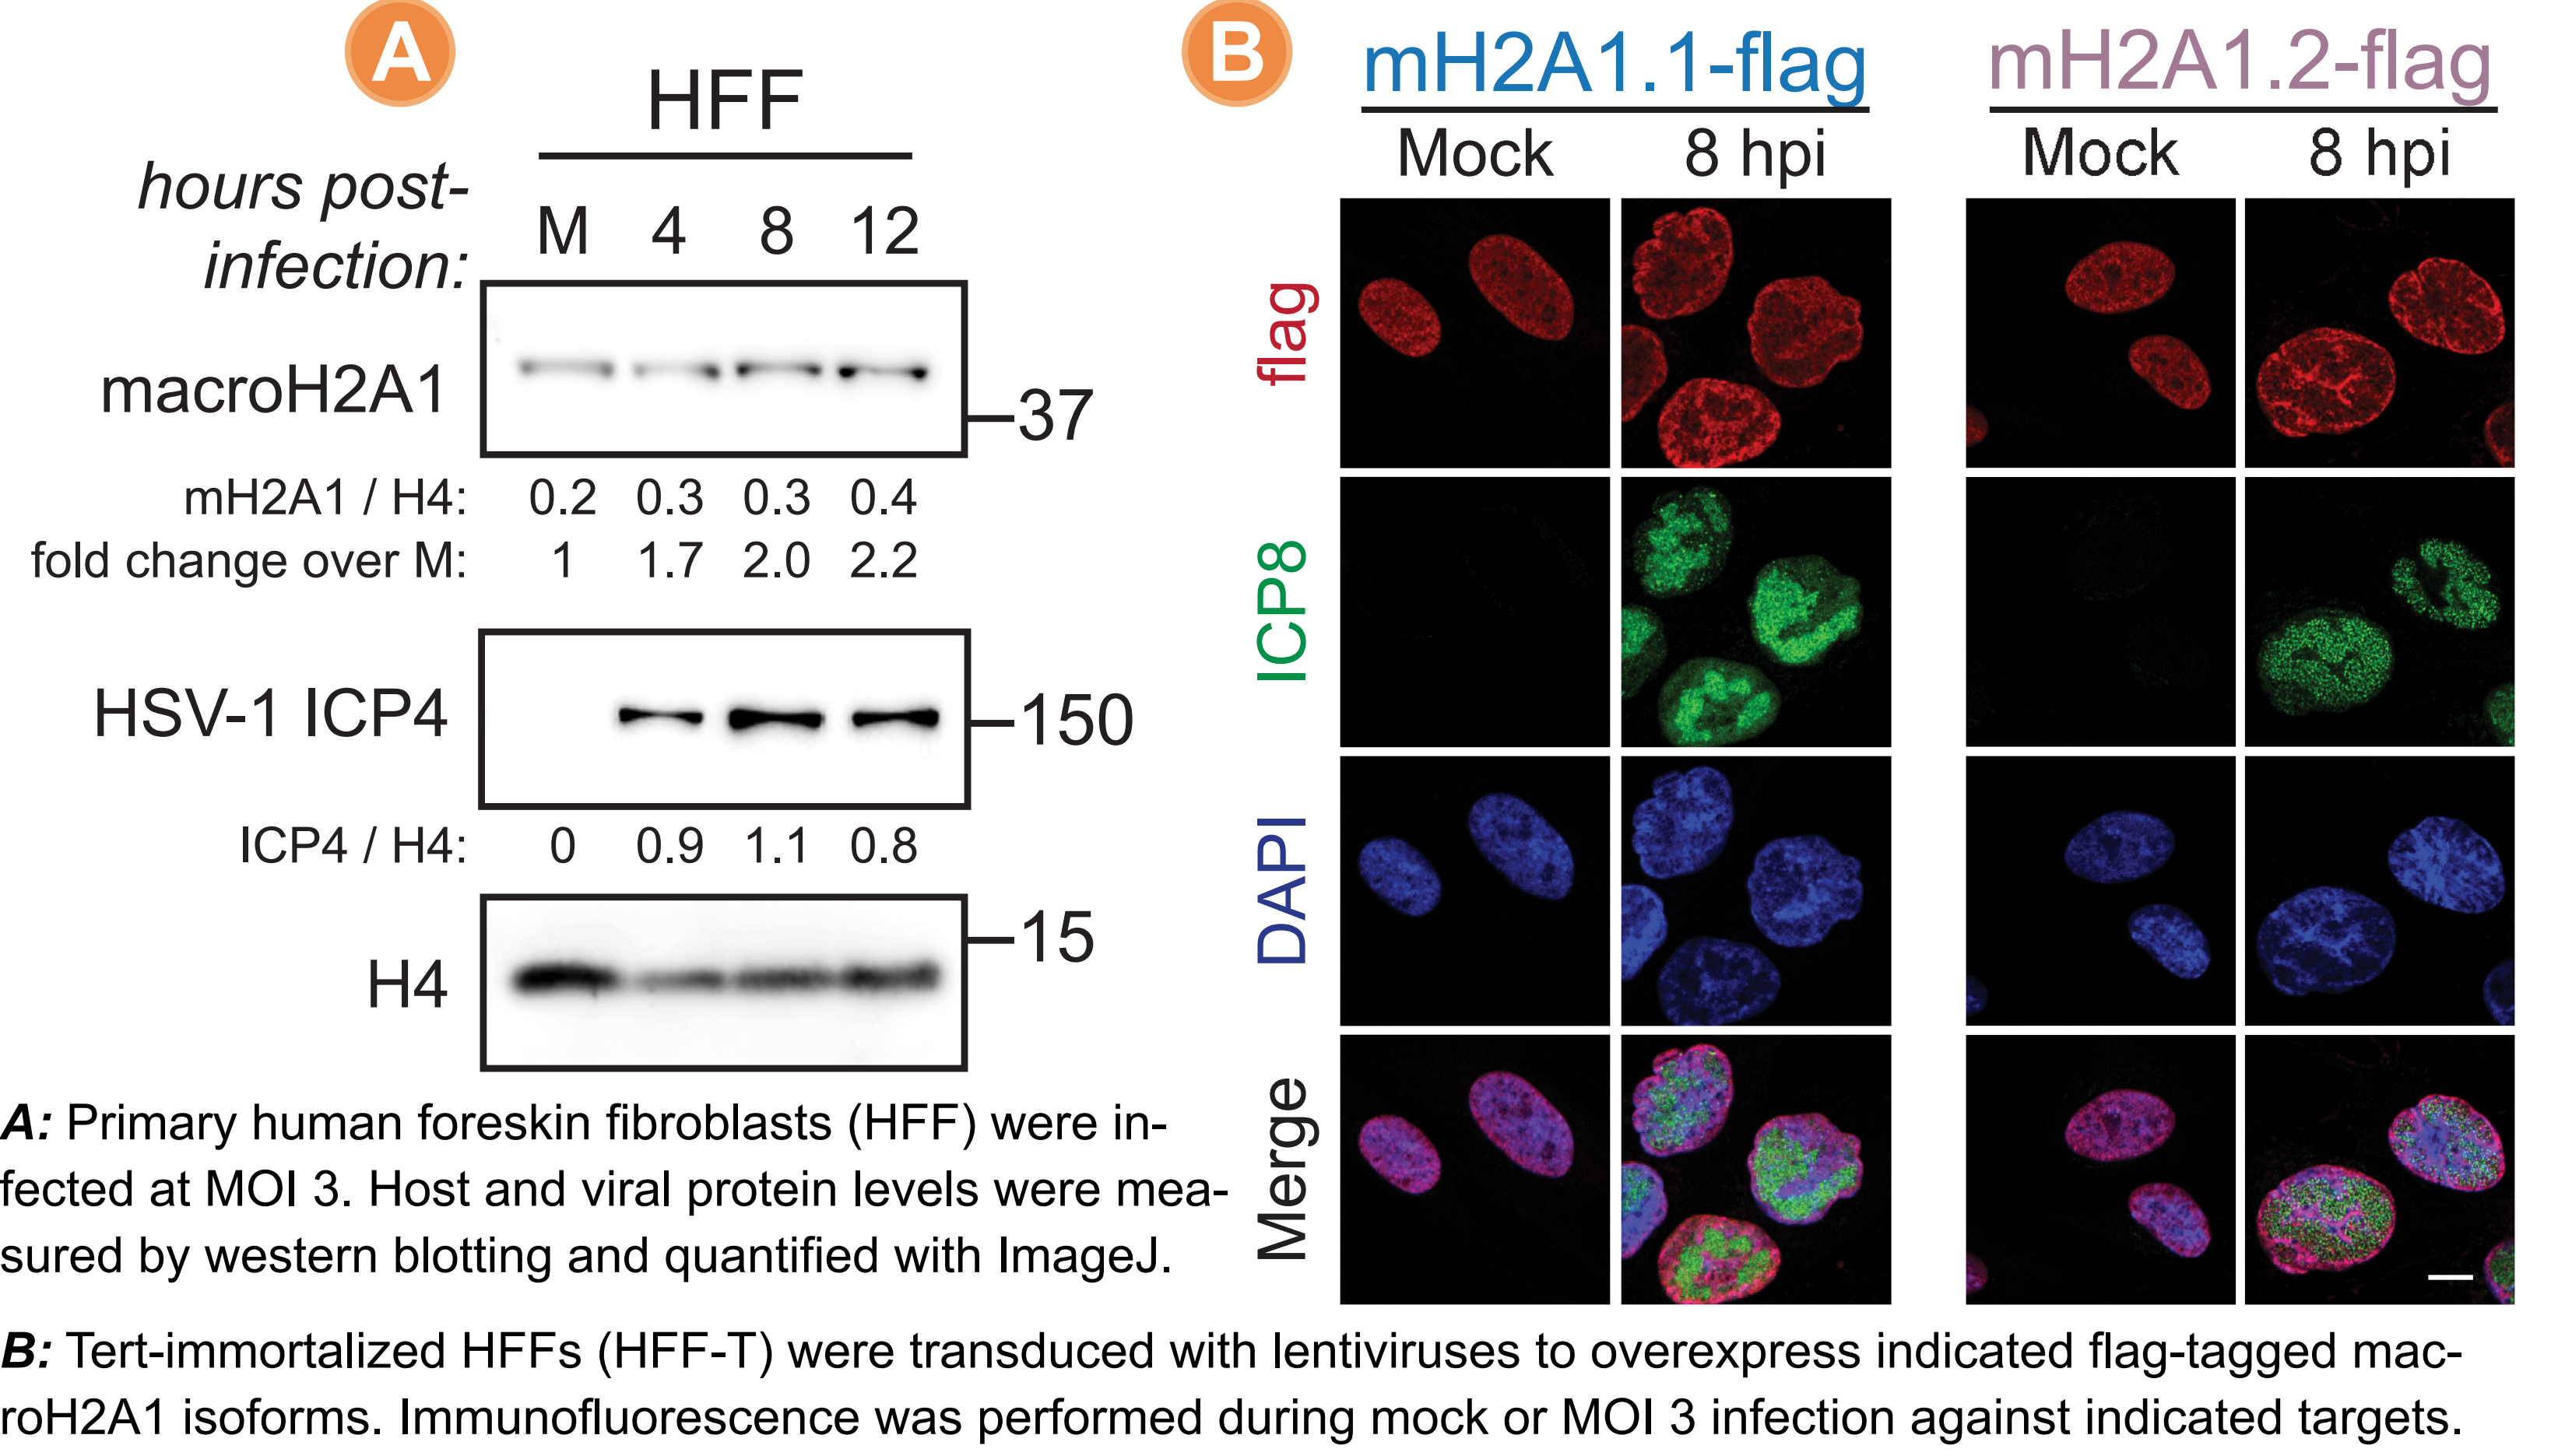 A
HFF
hours post-
infection:
M 4 8 12
macroH2A1
37
mH2A1 / H4: 0.2 0.3 0.3 0.4
fold change over M: 1 1.7 2.0 2.2
HSV-1 ICP4
150
ICP4 / H4: 0 0.9 1.1 0.8
15
H4
A: Primary human foreskin fibroblasts (HFF) were in-
fected at MOI 3. Host and viral protein levels were mea-
sured by western blotting and quantified with ImageJ.
B
mH2A1.1-flag mH2A1.2-flag
Mock 8 hpi Mock 8 hpi
flag
ICP8
DAPI
Merge
B: Tert-immortalized HFFs (HFF-T) were transduced with lentiviruses to overexpress indicated flag-tagged mac-
roH2A1 isoforms. Immunofluorescence was performed during mock or MOI 3 infection against indicated targets.